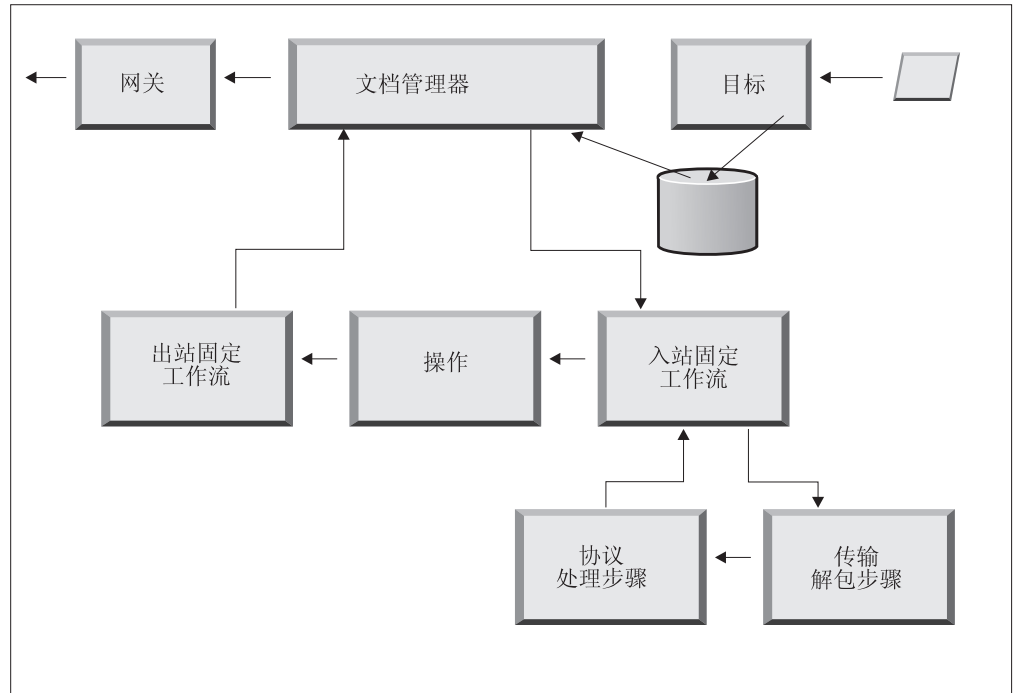 网关
文档管理器
目标
出站固定
工作流
操作
入站固定
工作流
协议
处理步骤
传输
解包步骤